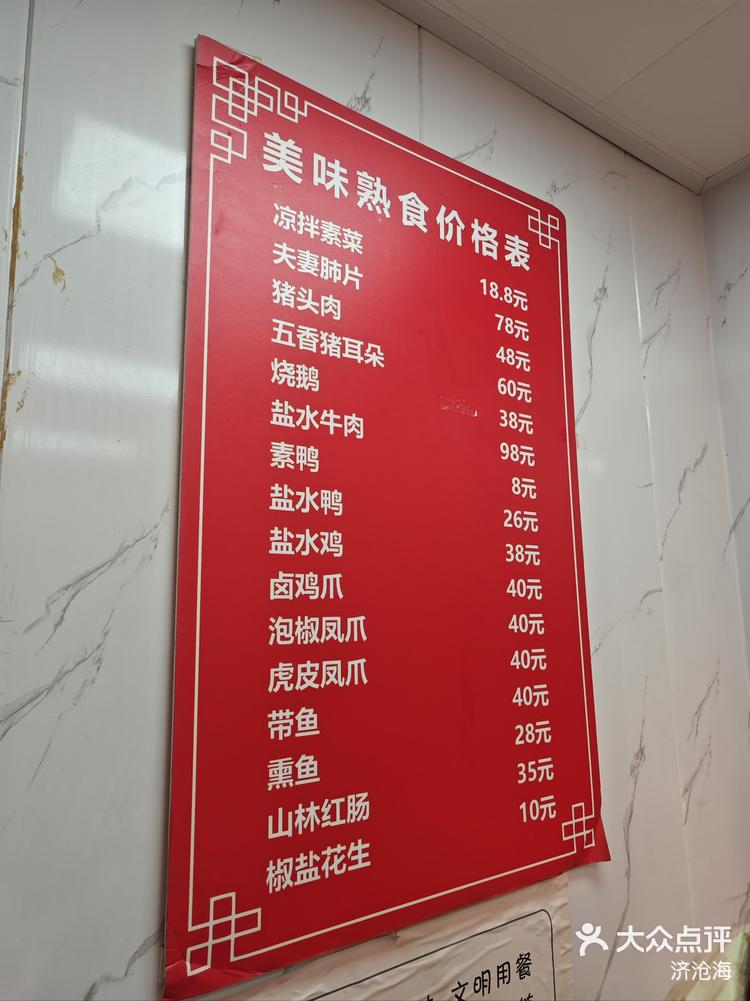 美味熟食价格表
凉拌素菜 18.8元
夫妻肺片 78元
猪头肉 48元
五香猪耳朵 60元
烧鹅 38元
盐水牛肉 98元
素鸭 8元
盐水鸭 26元
盐水鸡 38元
卤鸡爪 40元
泡椒凤爪 40元
虎皮凤爪 40元
带鱼 40元
熏鱼 28元
山林红肠 35元
椒盐花生 10元
文明用餐
大众点评
济沧海